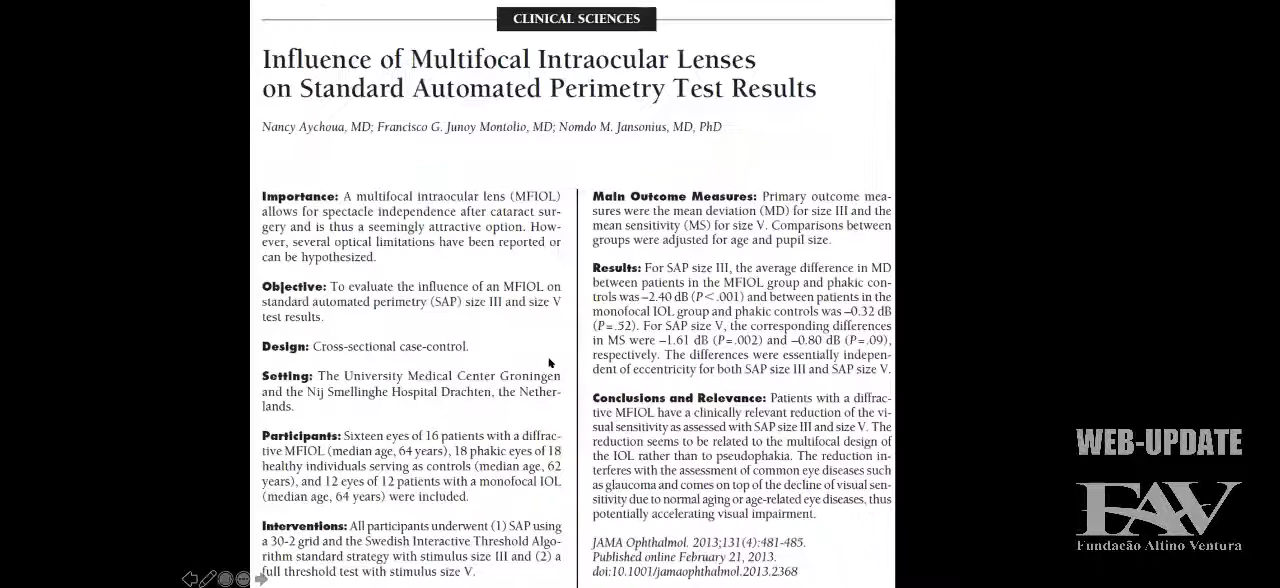 CLINICAL SCIENCES
Influence of Multifocal Intraocular Lenses
on Standard Automated Perimetry Test Results
Nancy Aychoua, MD; Francisco G. Junoy Montolio, MD; Nomdo M. Jansonius, MD, PhD
Importance: A multifocal intraocular lens (MFIOL)
allows for spectacle independence after cataract sur-
gery and is thus a seemingly attractive option. How-
ever, several optical limitations have been reported or
can be hypothesized.
Objective: To evaluate the influence of an MFIOL on
standard automated perimetry (SAP) size III and size V
test results.
Design: Cross-sectional case-control.
Setting: The University Medical Center Groningen
and the Nij Smellinghe Hospital Drachten, the Nether-
lands.
Participants: Sixteen eyes of 16 patients with a diffrac-
tive MFIOL (median age, 64 years), 18 phakic eyes of 18
healthy individuals serving as controls (median age, 62
years), and 12 eyes of 12 patients with a monofocal IOL
(median age, 64 years) were included.
Interventions: All participants underwent (1) SAP using
a 30-2 grid and the Swedish Interactive Threshold Algo-
rithm standard strategy with stimulus size III and (2) a
full threshold test with stimulus size V.
Main Outcome Measures: Primary outcome mea-
sures were the mean deviation (MD) for size III and the
mean sensitivity (MS) for size V. Comparisons between
groups were adjusted for age and pupil size.
Results: For SAP size III, the average difference in MD
between patients in the MFIOL group and phakic con-
trols was −2.40 dB (P<.001) and between patients in the
monofocal IOL group and phakic controls was −0.32 dB
(P=.52). For SAP size V, the corresponding differences
in MS were −1.61 dB (P=.002) and −0.80 dB (P=.09),
respectively. The differences were essentially indepen-
dent of eccentricity for both SAP size III and SAP size V.
Conclusions and Relevance: Patients with a diffrac-
tive MFIOL have a clinically relevant reduction of the vi-
sual sensitivity as assessed with SAP size III and size V. The
reduction seems to be related to the multifocal design of
the IOL rather than to pseudophakia. The reduction in-
terferes with the assessment of common eye diseases such
as glaucoma and comes on top of the decline of visual sen-
sitivity due to normal aging or age-related eye diseases, thus
potentially accelerating visual impairment.
JAMA Ophthalmol. 2013;131(4):481-485.
Published online February 21, 2013.
doi:10.1001/jamaophthalmol.2013.2368
WEB-UPDATE
FAV
Fundação Altino Ventura